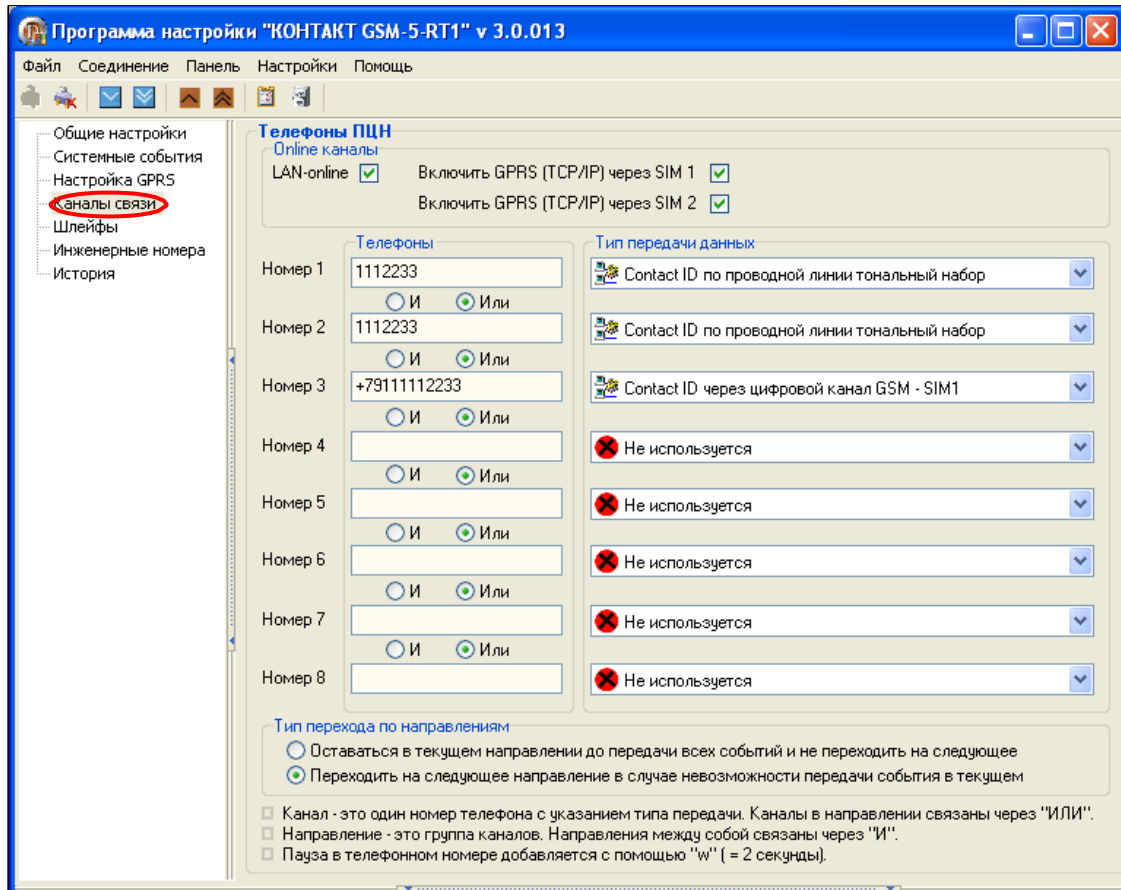 Программа настройки "КОНТАКТ GSM-5-RT1" v 3.0.013
Файл Соединение Панель Настройки Помощь
Общие настройки
Системные события
Настройка GPRS
Каналы связи
Шлейфы
Инженерные номера
История
Телефоны ПЦН
Online каналы
LAN-online Включить GPRS (TCP/IP) через SIM 1
Включить GPRS (TCP/IP) через SIM 2
Телефоны Тип передачи данных
Номер 1 1112233 Contact ID по проводной линии тональный набор
И Или
Номер 2 1112233 Contact ID по проводной линии тональный набор
И Или
Номер 3 +79111112233 Contact ID через цифровой канал GSM - SIM1
И Или
Номер 4 Не используется
И Или
Номер 5 Не используется
И Или
Номер 6 Не используется
И Или
Номер 7 Не используется
И Или
Номер 8 Не используется
Тип перехода по направлениям
Оставаться в текущем направлении до передачи всех событий и не переходить на следующее
Переходить на следующее направление в случае невозможности передачи события в текущем
Канал - это один номер телефона с указанием типа передачи. Каналы в направлении связаны через "ИЛИ".
Направление - это группа каналов. Направления между собой связаны через "И".
Пауза в телефонном номере добавляется с помощью "w" ( = 2 секунды).